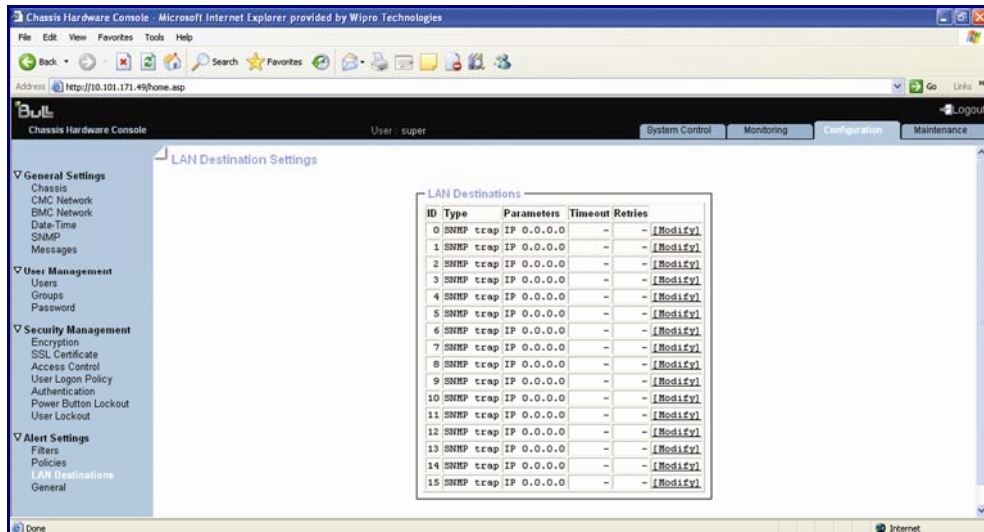 Chassis Hardware Console - Microsoft Internet Explorer provided by Wipro Technologies
File Edit View Favorites Tools Help
Back Search Favorites
Address http://10.101.171.49/home.asp Go Links »
Bull Logout
Chassis Hardware Console User : super System Control Monitoring Configuration Maintenance
LAN Destination Settings
General Settings
Chassis
CMC Network
BMC Network
Date-Time
SNMP
Messages
User Management
Users
Groups
Password
Security Management
Encryption
SSL Certificate
Access Control
User Logon Policy
Authentication
Power Button Lockout
User Lockout
Alert Settings
Filters
Policies
LAN Destinations
General
LAN Destinations
ID Type Parameters Timeout Retries
0 SNMP trap IP 0.0.0.0 - - [Modify]
1 SNMP trap IP 0.0.0.0 - - [Modify]
2 SNMP trap IP 0.0.0.0 - - [Modify]
3 SNMP trap IP 0.0.0.0 - - [Modify]
4 SNMP trap IP 0.0.0.0 - - [Modify]
5 SNMP trap IP 0.0.0.0 - - [Modify]
6 SNMP trap IP 0.0.0.0 - - [Modify]
7 SNMP trap IP 0.0.0.0 - - [Modify]
8 SNMP trap IP 0.0.0.0 - - [Modify]
9 SNMP trap IP 0.0.0.0 - - [Modify]
10 SNMP trap IP 0.0.0.0 - - [Modify]
11 SNMP trap IP 0.0.0.0 - - [Modify]
12 SNMP trap IP 0.0.0.0 - - [Modify]
13 SNMP trap IP 0.0.0.0 - - [Modify]
14 SNMP trap IP 0.0.0.0 - - [Modify]
15 SNMP trap IP 0.0.0.0 - - [Modify]
Done Internet